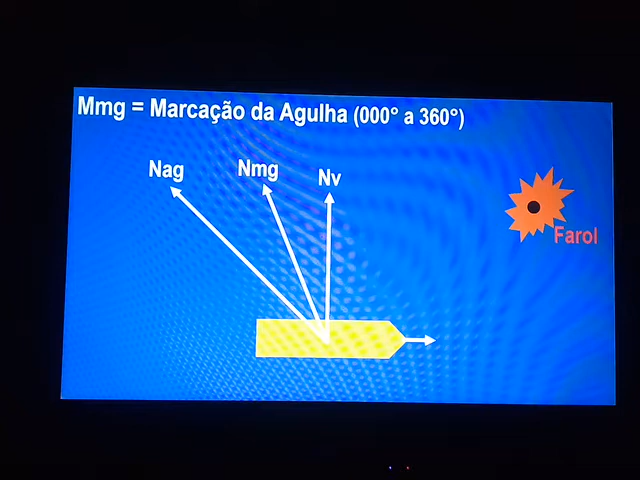 Mmg = Marcação da Agulha (000° a 360°)
Nag Nmg Nv
Farol